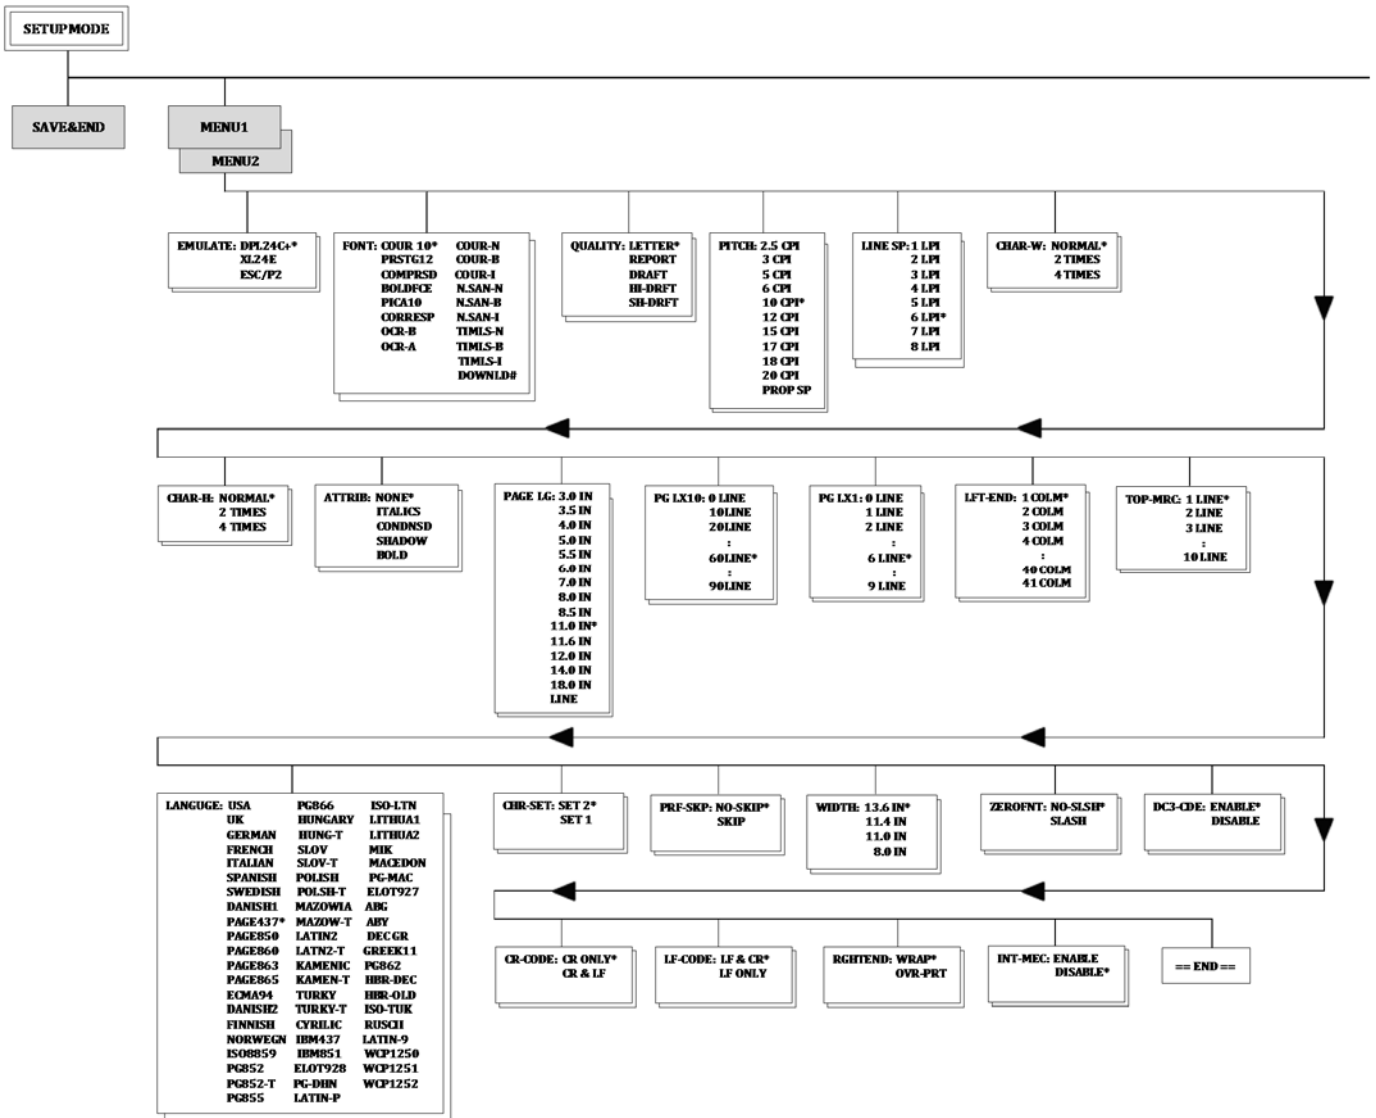 SETUP MODE
SAVE&END
MENU1
MENU2
EMULATE: DPL24C+*
XL24E
ESC/P2
FONT: COUR 10* COUR-N
PRSTG12 COUR-B
COMPRSD COUR-I
BOLDFCE N.SAN-N
PICA10 N.SAN-B
CORRESP N.SAN-I
OCR-B TIMLS-N
OCR-A TIMLS-B
TIMLS-I
DOWNLD#
QUALITY: LETTER*
REPORT
DRAFT
HI-DRFT
SH-DRFT
PITCH: 2.5 CPI
3 CPI
5 CPI
6 CPI
10 CPI*
12 CPI
15 CPI
17 CPI
18 CPI
20 CPI
PROP SP
LINE SP: 1 LPI
2 LPI
3 LPI
4 LPI
5 LPI
6 LPI*
7 LPI
8 LPI
CHAR-W: NORMAL*
2 TIMES
4 TIMES
CHAR-H: NORMAL*
2 TIMES
4 TIMES
ATTRIB: NONE*
ITALICS
CONDNSD
SHADOW
BOLD
PAGE LG: 3.0 IN
3.5 IN
4.0 IN
5.0 IN
5.5 IN
6.0 IN
7.0 IN
8.0 IN
8.5 IN
11.0 IN*
11.6 IN
12.0 IN
14.0 IN
18.0 IN
LINE
PG LX10: 0 LINE
10LINE
20LINE
:
60LINE*
:
90LINE
PG LX1: 0 LINE
1 LINE
2 LINE
:
6 LINE*
:
9 LINE
LFT-END: 1 COLM*
2 COLM
3 COLM
4 COLM
:
40 COLM
41 COLM
TOP-MRG: 1 LINE*
2 LINE
3 LINE
:
10 LINE
LANGUGE: USA PG866 ISO-LTN
UK HUNGARY LITHUA1
GERMAN HUNG-T LITHUA2
FRENCH SLOV MIK
ITALIAN SLOV-T MACEDON
SPANISH POLISH PG-MAC
SWEDISH POLSH-T ELOT927
DANISH1 MAZOWIA ABG
PAGE437* MAZOW-T ABY
PAGE850 LATIN2 DEC GR
PAGE860 LATN2-T GREEK11
PAGE863 KAMENIC PG862
PAGE865 KAMEN-T HBR-DEC
ECMA94 TURKY HBR-OLD
DANISH2 TURKY-T ISO-TUK
FINNISH CYRILIC RUSCII
NORWEGN IBM437 LATIN-9
ISO8859 IBM851 WCP1250
PG852 ELOT928 WCP1251
PG852-T PG-DHN WCP1252
PG855 LATIN-P
CHR-SET: SET 2*
SET 1
PRF-SKP: NO-SKIP*
SKIP
WIDTH: 13.6 IN*
11.4 IN
11.0 IN
8.0 IN
ZEROFNT: NO-SLSH*
SLASH
DC3-CDE: ENABLE*
DISABLE
CR-CODE: CR ONLY*
CR & LF
LF-CODE: LF & CR*
LF ONLY
RGHTEND: WRAP*
OVR-PRT
INT-MEC: ENABLE
DISABLE*
== END ==